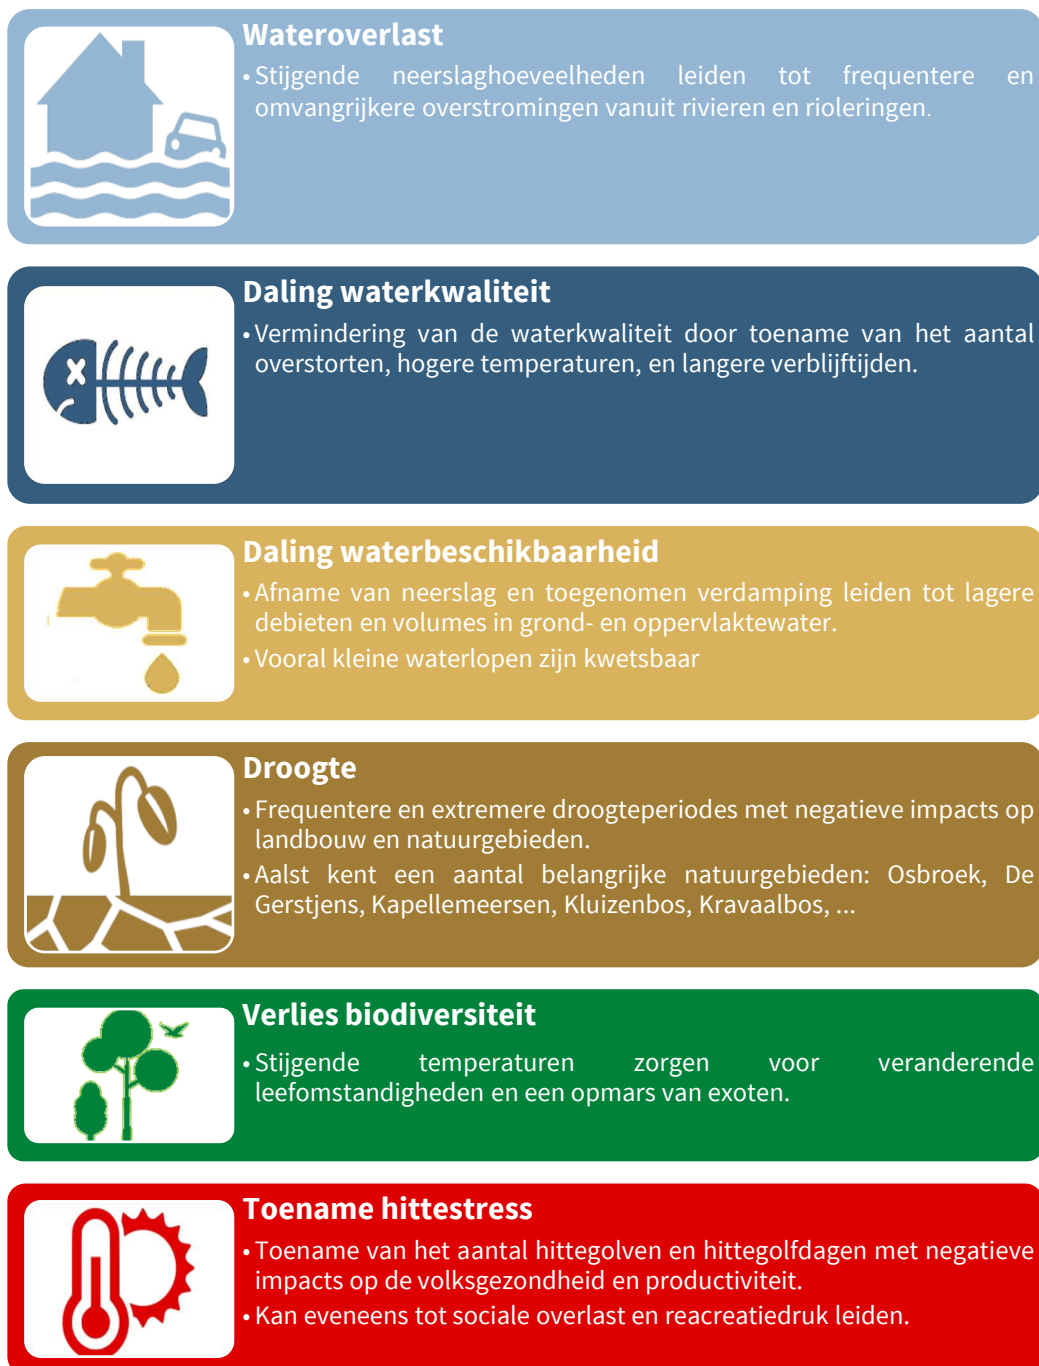 Wateroverlast
• Stijgende neerslaghoeveelheden leiden tot frequentere en
omvangrijkere overstromingen vanuit rivieren en rioleringen.
Daling waterkwaliteit
• Vermindering van de waterkwaliteit door toename van het aantal
overstorten, hogere temperaturen, en langere verblijftijden.
Daling waterbeschikbaarheid
• Afname van neerslag en toegenomen verdamping leiden tot lagere
debieten en volumes in grond- en oppervlaktewater.
• Vooral kleine waterlopen zijn kwetsbaar
Droogte
• Frequentere en extremere droogteperiodes met negatieve impacts op
landbouw en natuurgebieden.
• Aalst kent een aantal belangrijke natuurgebieden: Osbroek, De
Gerstjens, Kapellemeersen, Kluizenbos, Kravaalbos, ...
Verlies biodiversiteit
• Stijgende temperaturen zorgen voor veranderende
leefomstandigheden en een opmars van exoten.
Toename hittestress
• Toename van het aantal hittegolven en hittegolfdagen met negatieve
impacts op de volksgezondheid en productiviteit.
• Kan eveneens tot sociale overlast en reacreatiedruk leiden.